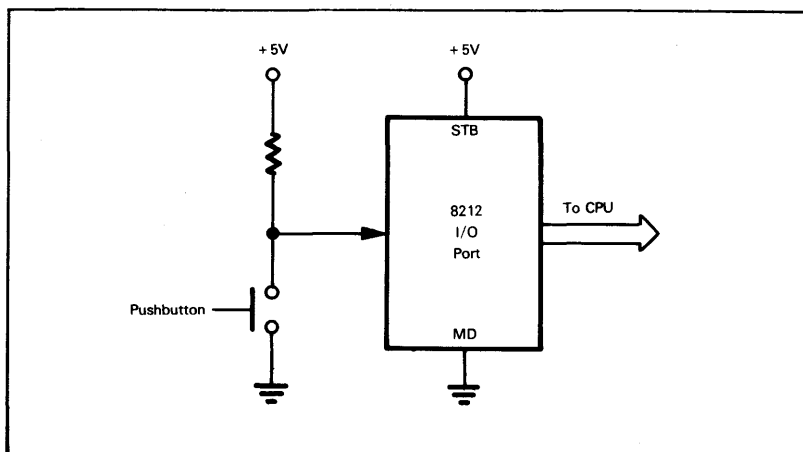 +5V
+5V
STB
8212
I/O
Port
To CPU
Pushbutton
MD